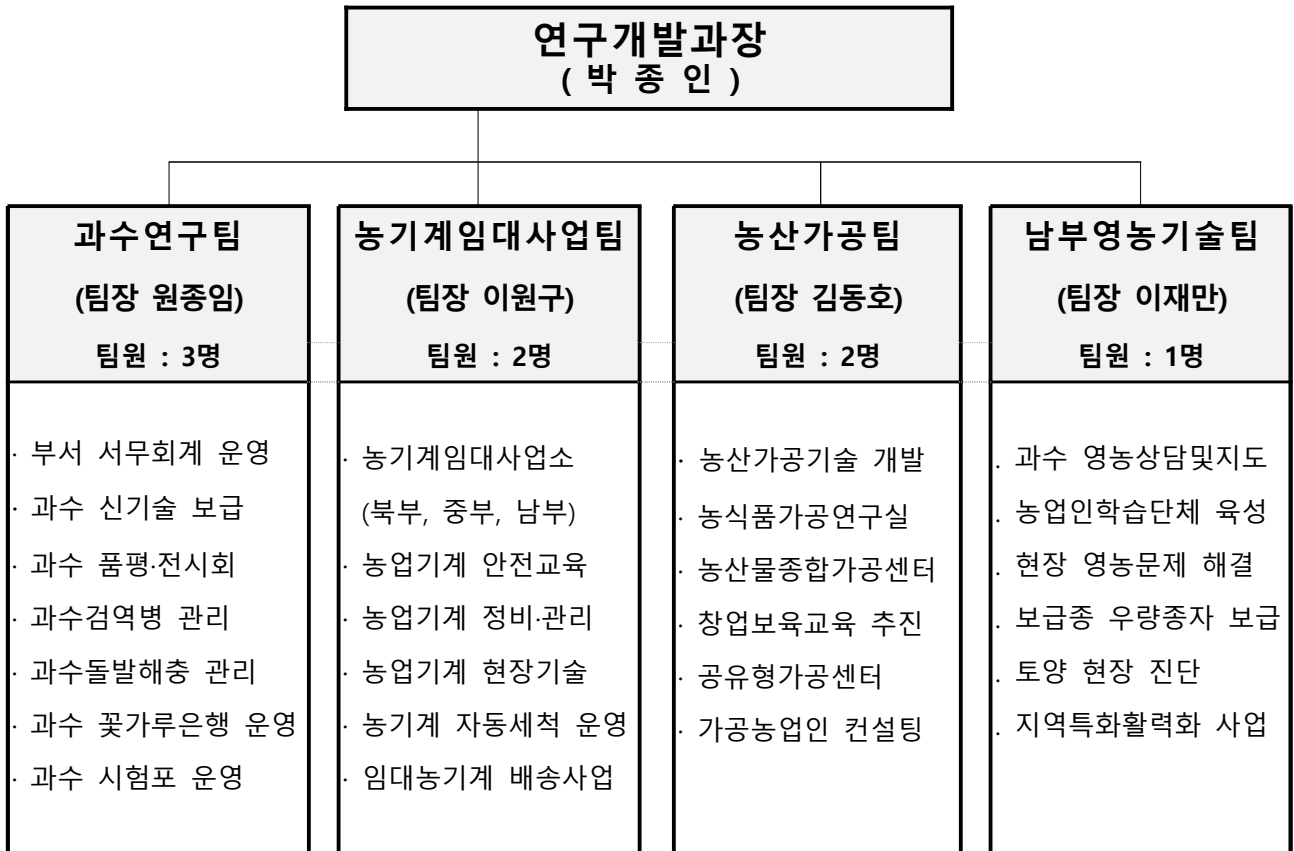 연구개발과장
( 박 종 인 )
과수연구팀
(팀장 원종임)
팀원 : 3명
· 부서 서무회계 운영
· 과수 신기술 보급
· 과수 품평·전시회
· 과수검역병 관리
· 과수돌발해충 관리
· 과수 꽃가루은행 운영
· 과수 시험포 운영
농기계임대사업팀
(팀장 이원구)
팀원 : 2명
· 농기계임대사업소
(북부, 중부, 남부)
· 농업기계 안전교육
· 농업기계 정비·관리
· 농업기계 현장기술
· 농기계 자동세척 운영
· 임대농기계 배송사업
농산가공팀
(팀장 김동호)
팀원 : 2명
· 농산가공기술 개발
· 농식품가공연구실
· 농산물종합가공센터
· 창업보육교육 추진
· 공유형가공센터
· 가공농업인 컨설팅
남부영농기술팀
(팀장 이재만)
팀원 : 1명
. 과수 영농상담및지도
. 농업인학습단체 육성
. 현장 영농문제 해결
. 보급종 우량종자 보급
. 토양 현장 진단
. 지역특화활력화 사업